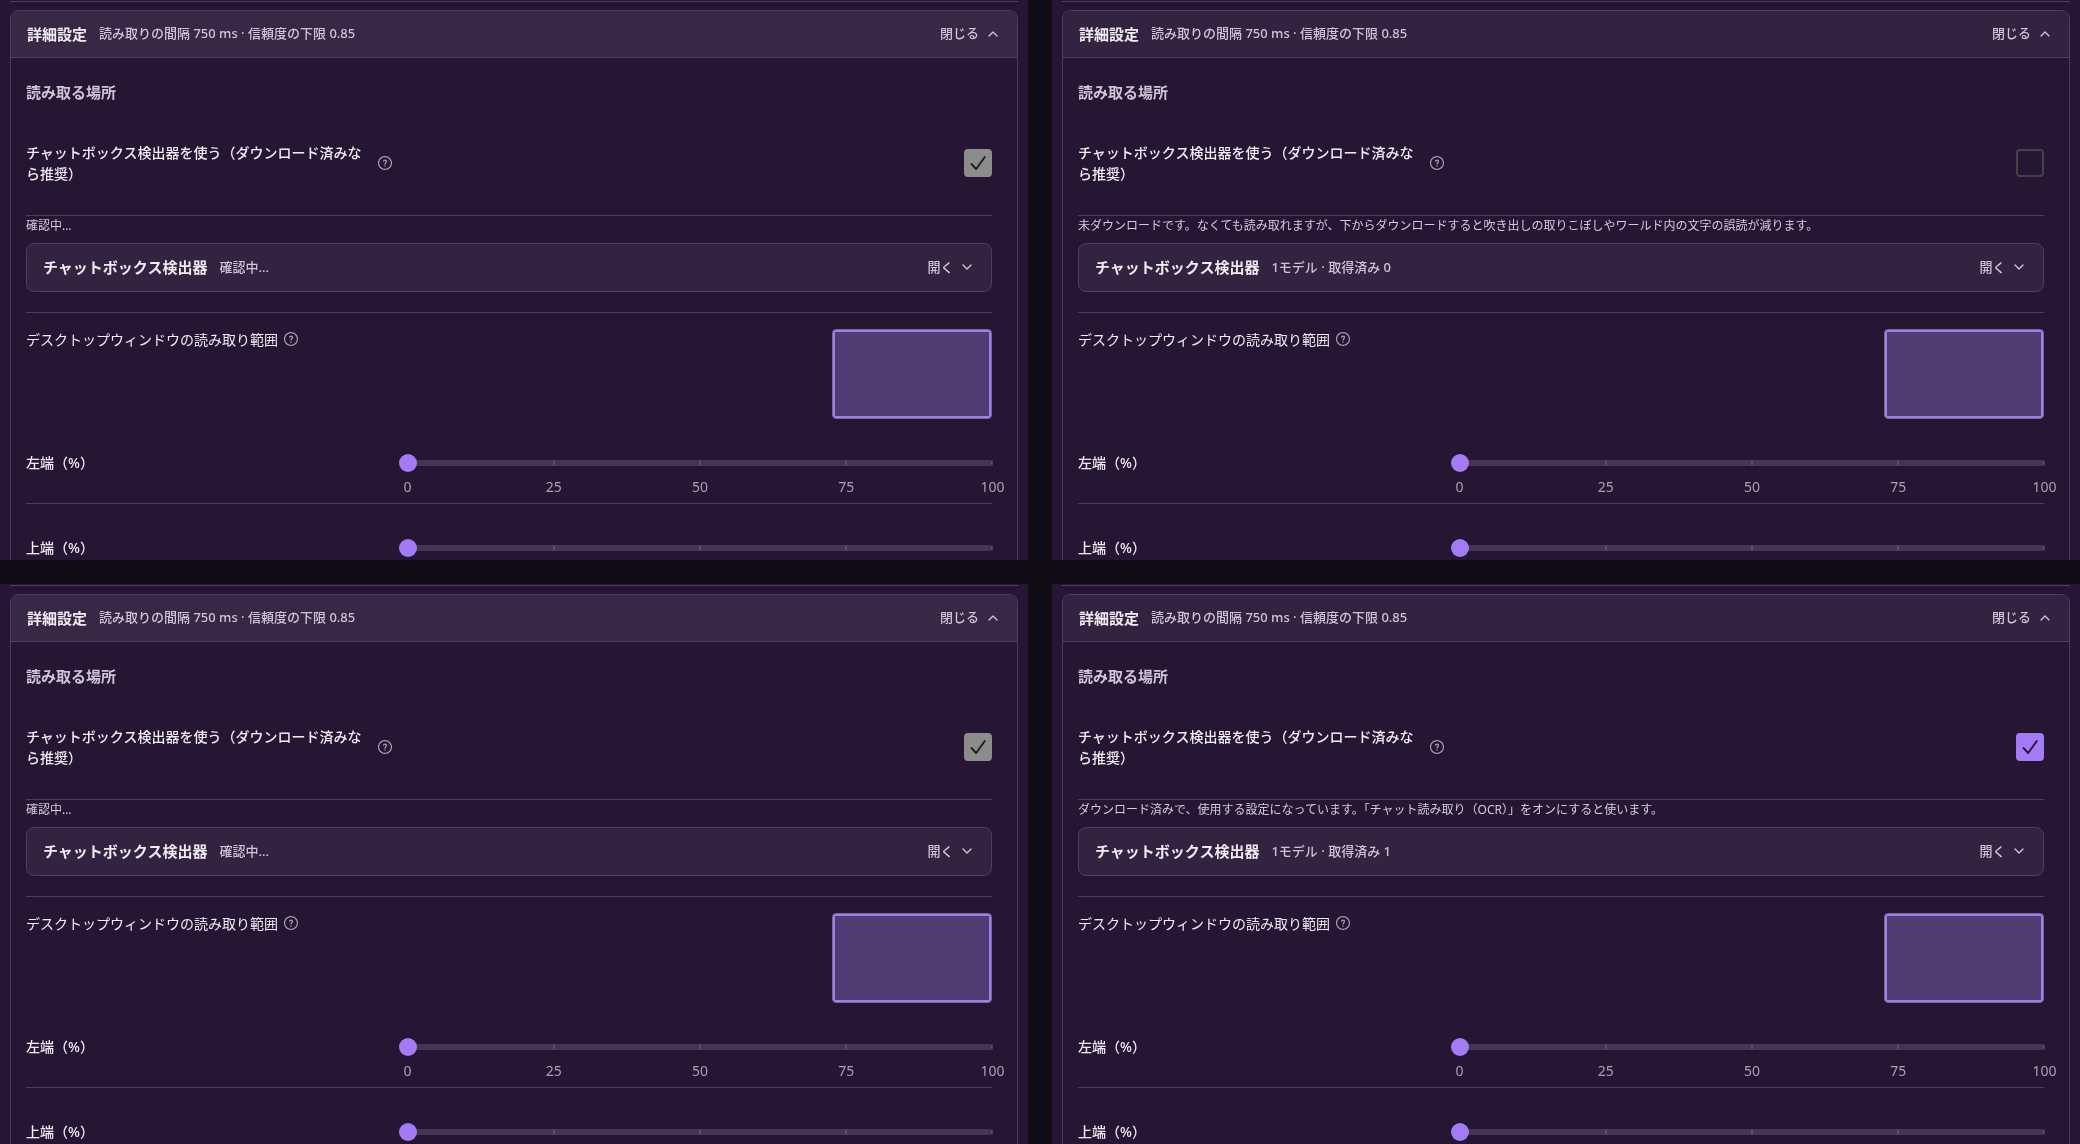 詳細設定 読み取りの間隔 750 ms · 信頼度の下限 0.85 閉じる
読み取る場所
チャットボックス検出器を使う（ダウンロード済みな
ら推奨）
確認中...
チャットボックス検出器 確認中... 開く
デスクトップウィンドウの読み取り範囲
左端（%）
0 25 50 75 100
上端（%）
詳細設定 読み取りの間隔 750 ms · 信頼度の下限 0.85 閉じる
読み取る場所
チャットボックス検出器を使う（ダウンロード済みな
ら推奨）
未ダウンロードです。なくても読み取れますが、下からダウンロードすると吹き出しの取りこぼしやワールド内の文字の誤読が減ります。
チャットボックス検出器 1モデル · 取得済み 0 開く
デスクトップウィンドウの読み取り範囲
左端（%）
0 25 50 75 100
上端（%）
詳細設定 読み取りの間隔 750 ms · 信頼度の下限 0.85 閉じる
読み取る場所
チャットボックス検出器を使う（ダウンロード済みな
ら推奨）
確認中...
チャットボックス検出器 確認中... 開く
デスクトップウィンドウの読み取り範囲
左端（%）
0 25 50 75 100
上端（%）
詳細設定 読み取りの間隔 750 ms · 信頼度の下限 0.85 閉じる
読み取る場所
チャットボックス検出器を使う（ダウンロード済みな
ら推奨）
ダウンロード済みで、使用する設定になっています。「チャット読み取り（OCR）」をオンにすると使います。
チャットボックス検出器 1モデル · 取得済み 1 開く
デスクトップウィンドウの読み取り範囲
左端（%）
0 25 50 75 100
上端（%）